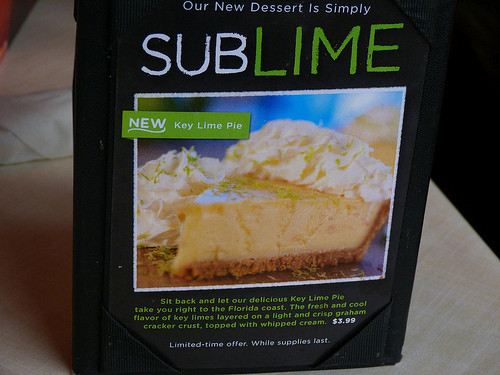 Our New Dessert Is Simply
SUBLIME
NEW Key Lime Pie
Sit back and let our delicious Key Lime Pie
take you right to the Florida coast. The fresh and cool
flavor of key limes layered on a light and crisp graham
cracker crust, topped with whipped cream. $3.99
Limited-time offer. While supplies last.